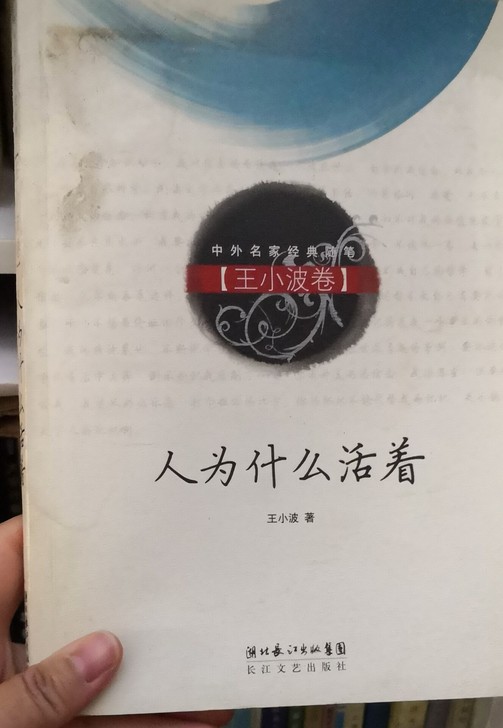 中外名家经典随笔
【王小波卷】
人为什么活着
王小波 著
湖北长江出版集团
长江文艺出版社